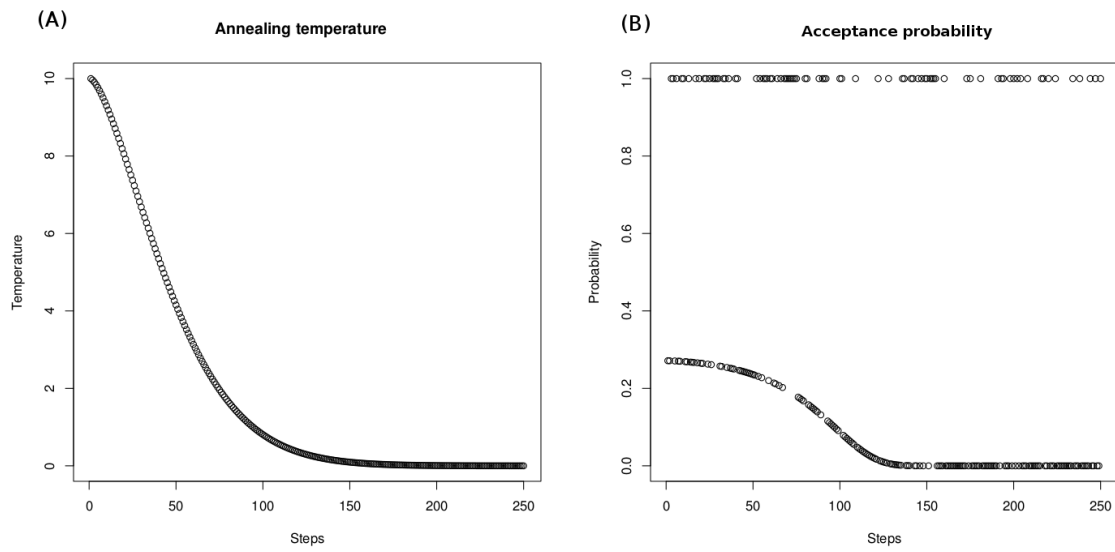 (A)
Annealing temperature
10
8
6
4
2
0
Temperature
0 50 100 150 200 250
Steps
(B)
Acceptance probability
1.0
0.8
0.6
0.4
0.2
0.0
Probability
0 50 100 150 200 250
Steps